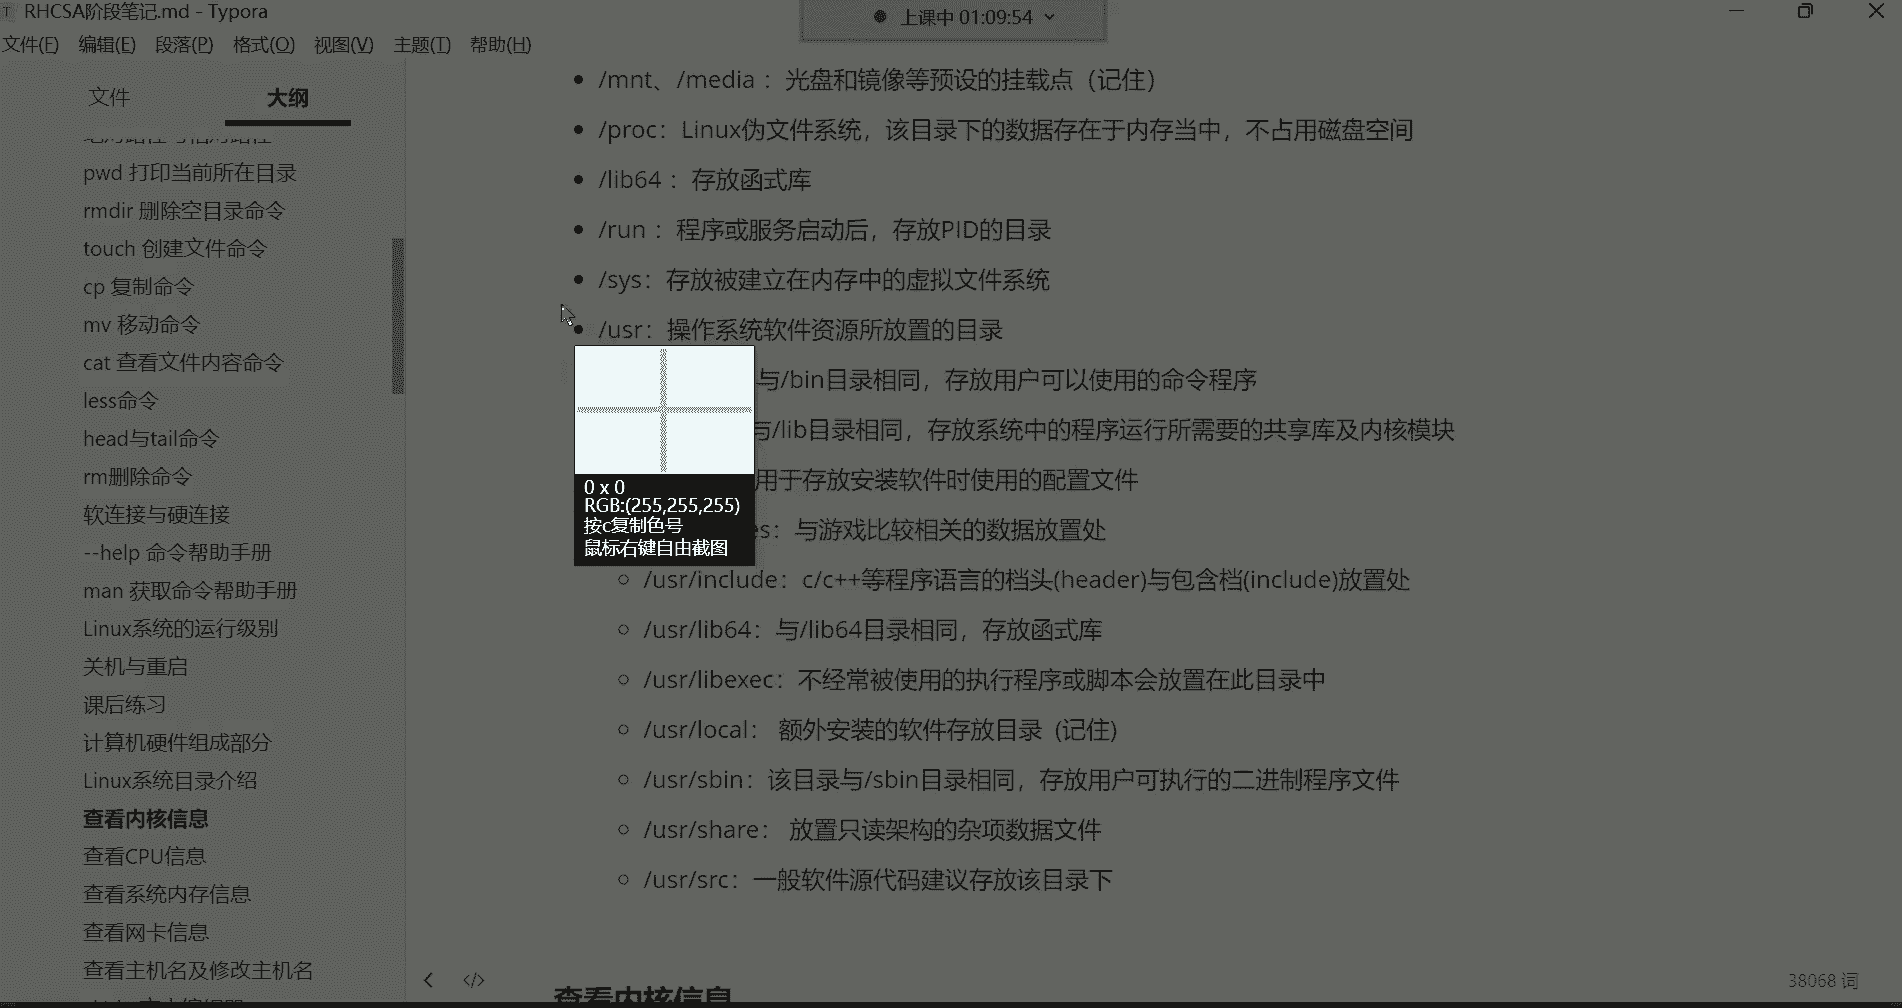 RHCSA阶段笔记.md - Typora
上课中 01:09:54
文件(F) 编辑(E) 段落(P) 格式(O) 视图(V) 主题(T) 帮助(H)
文件 大纲
pwd 打印当前所在目录
rmdir 删除空目录命令
touch 创建文件命令
cp 复制命令
mv 移动命令
cat 查看文件内容命令
less命令
head与tail命令
rm删除命令
软连接与硬连接
--help 命令帮助手册
man 获取命令帮助手册
Linux系统的运行级别
关机与重启
课后练习
计算机硬件组成部分
Linux系统目录介绍
查看内核信息
查看CPU信息
查看系统内存信息
查看网卡信息
查看主机名及修改主机名
/mnt、/media ：光盘和镜像等预设的挂载点（记住）
/proc：Linux伪文件系统，该目录下的数据存在于内存当中，不占用磁盘空间
/lib64 ：存放函式库
/run ：程序或服务启动后，存放PID的目录
/sys：存放被建立在内存中的虚拟文件系统
/usr：操作系统软件资源所放置的目录
与/bin目录相同，存放用户可以使用的命令程序
与/lib目录相同，存放系统中的程序运行所需要的共享库及内核模块
用于存放安装软件时使用的配置文件
es：与游戏比较相关的数据放置处
/usr/include：c/c++等程序语言的档头(header)与包含档(include)放置处
/usr/lib64：与/lib64目录相同，存放函式库
/usr/libexec：不经常被使用的执行程序或脚本会放置在此目录中
/usr/local： 额外安装的软件存放目录 (记住)
/usr/sbin：该目录与/sbin目录相同，存放用户可执行的二进制程序文件
/usr/share： 放置只读架构的杂项数据文件
/usr/src：一般软件源代码建议存放该目录下
查看内核信息
0 x 0
RGB:(255,255,255)
按c复制色号
鼠标右键自由截图
</>
38068 词